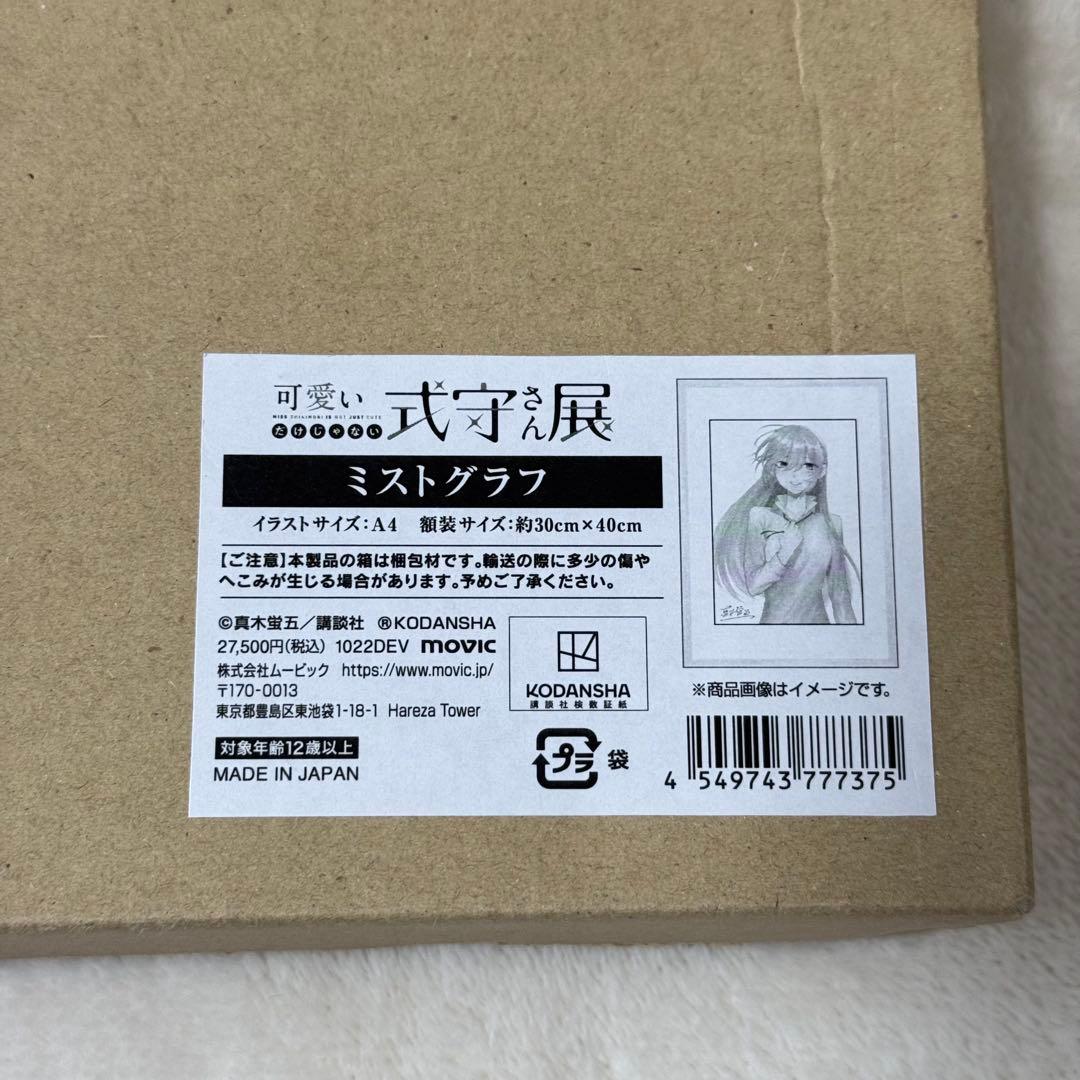 可愛い
MISS SHIKIMORI IS NOT JUST CUTE
だけじゃない
式守さん展
ミストグラフ
イラストサイズ:A4 額装サイズ:約30cm×40cm
【ご注意】本製品の箱は梱包材です。輸送の際に多少の傷や
へこみが生じる場合があります。予めご了承ください。
©真木蛍五／講談社 ®KODANSHA
27,500円(税込) 1022DEV movic
株式会社ムービック https://www.movic.jp/
〒170-0013
東京都豊島区東池袋1-18-1 Hareza Tower
対象年齢12歳以上
MADE IN JAPAN
KODANSHA
講談社検数証紙
プラ 袋
※商品画像はイメージです。
4 549743 777375